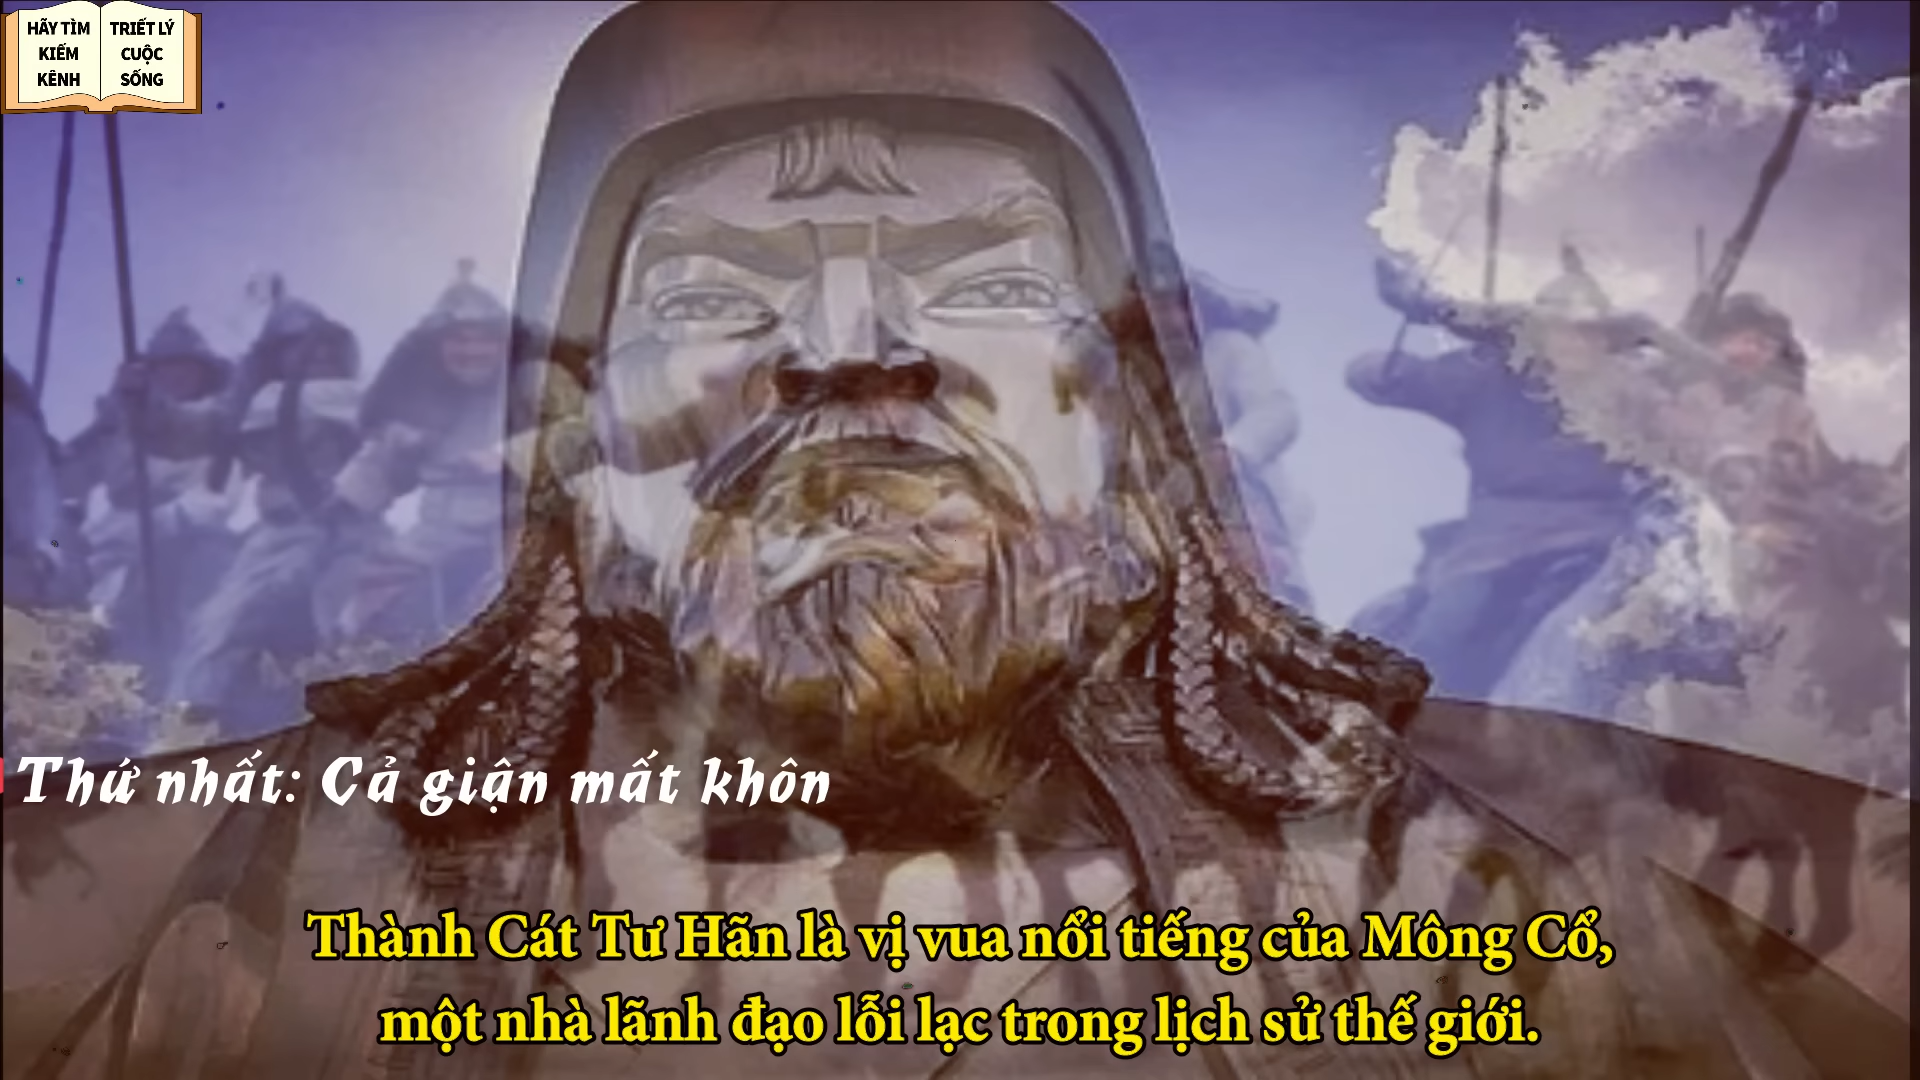 HÃY TÌM
KIẾM
KÊNH
TRIẾT LÝ
CUỘC
SỐNG
Thứ nhất: Cả giận mất khôn
Thành Cát Tư Hãn là vị vua nổi tiếng của Mông Cổ,
một nhà lãnh đạo lỗi lạc trong lịch sử thế giới.